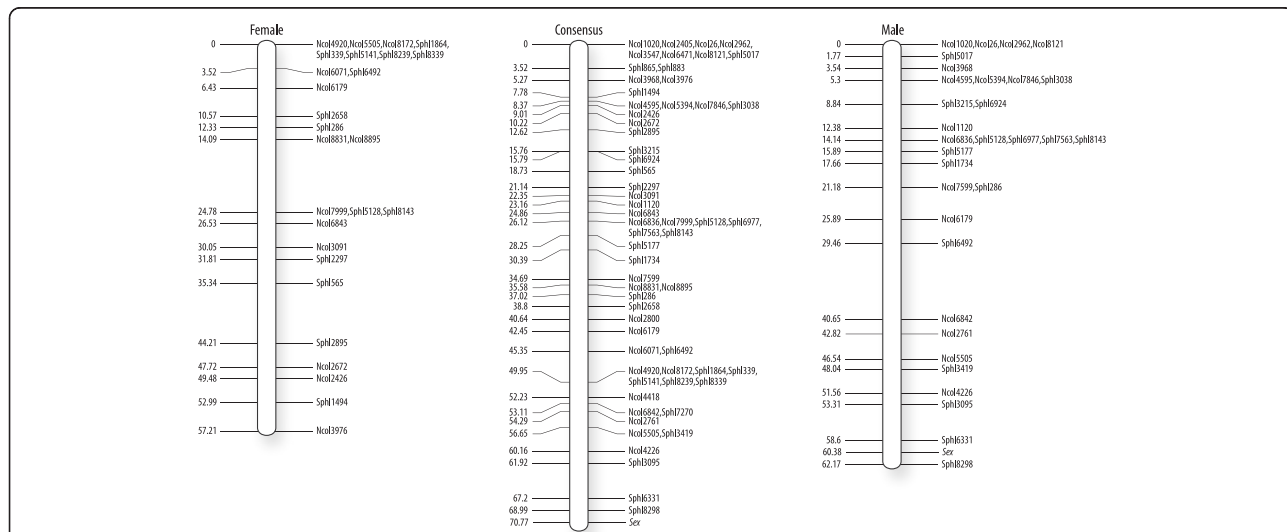 Female
0 NcoI4920,NcoI5505,NcoI8172,SphI1864,
SphI339,SphI5141,SphI8239,SphI8339
3.52 NcoI6071,SphI6492
6.43 NcoI6179
10.57 SphI2658
12.33 SphI286
14.09 NcoI8831,NcoI8895
24.78 NcoI7999,SphI5128,SphI8143
26.53 NcoI6843
30.05 NcoI3091
31.81 SphI2297
35.34 SphI565
44.21 SphI2895
47.72 NcoI2672
49.48 NcoI2426
52.99 SphI1494
57.21 NcoI3976
Consensus
0 NcoI1020,NcoI2405,NcoI26,NcoI2962,
NcoI3547,NcoI6471,NcoI8121,SphI5017
3.52 SphI865,SphI883
5.27 NcoI3968,NcoI3976
7.78 SphI1494
8.37 NcoI4595,NcoI5394,NcoI7846,SphI3038
9.01 NcoI2426
10.22 NcoI2672
12.62 SphI2895
15.76 SphI3215
15.79 SphI6924
18.73 SphI565
21.14 SphI2297
22.35 NcoI3091
23.16 NcoI1120
24.86 NcoI6843
26.12 NcoI6836,NcoI7999,SphI5128,SphI6977,
SphI7563,SphI8143
28.25 SphI5177
30.39 SphI1734
34.69 NcoI7599
35.58 NcoI8831,NcoI8895
37.02 SphI286
38.8 SphI2658
40.64 NcoI2800
42.45 NcoI6179
45.35 NcoI6071,SphI6492
49.95 NcoI4920,NcoI8172,SphI1864,SphI339,
SphI5141,SphI8239,SphI8339
52.23 NcoI4418
53.11 NcoI6842,SphI7270
54.29 NcoI2761
56.65 NcoI5505,SphI3419
60.16 NcoI4226
61.92 SphI3095
67.2 SphI6331
68.99 SphI8298
70.77 Sex
Male
0 NcoI1020,NcoI26,NcoI2962,NcoI8121
1.77 SphI5017
3.54 NcoI3968
5.3 NcoI4595,NcoI5394,NcoI7846,SphI3038
8.84 SphI3215,SphI6924
12.38 NcoI1120
14.14 NcoI6836,SphI5128,SphI6977,SphI7563,SphI8143
15.89 SphI5177
17.66 SphI1734
21.18 NcoI7599,SphI286
25.89 NcoI6179
29.46 SphI6492
40.65 NcoI6842
42.82 NcoI2761
46.54 NcoI5505
48.04 SphI3419
51.56 NcoI4226
53.31 SphI3095
58.6 SphI6331
60.38 Sex
62.17 SphI8298